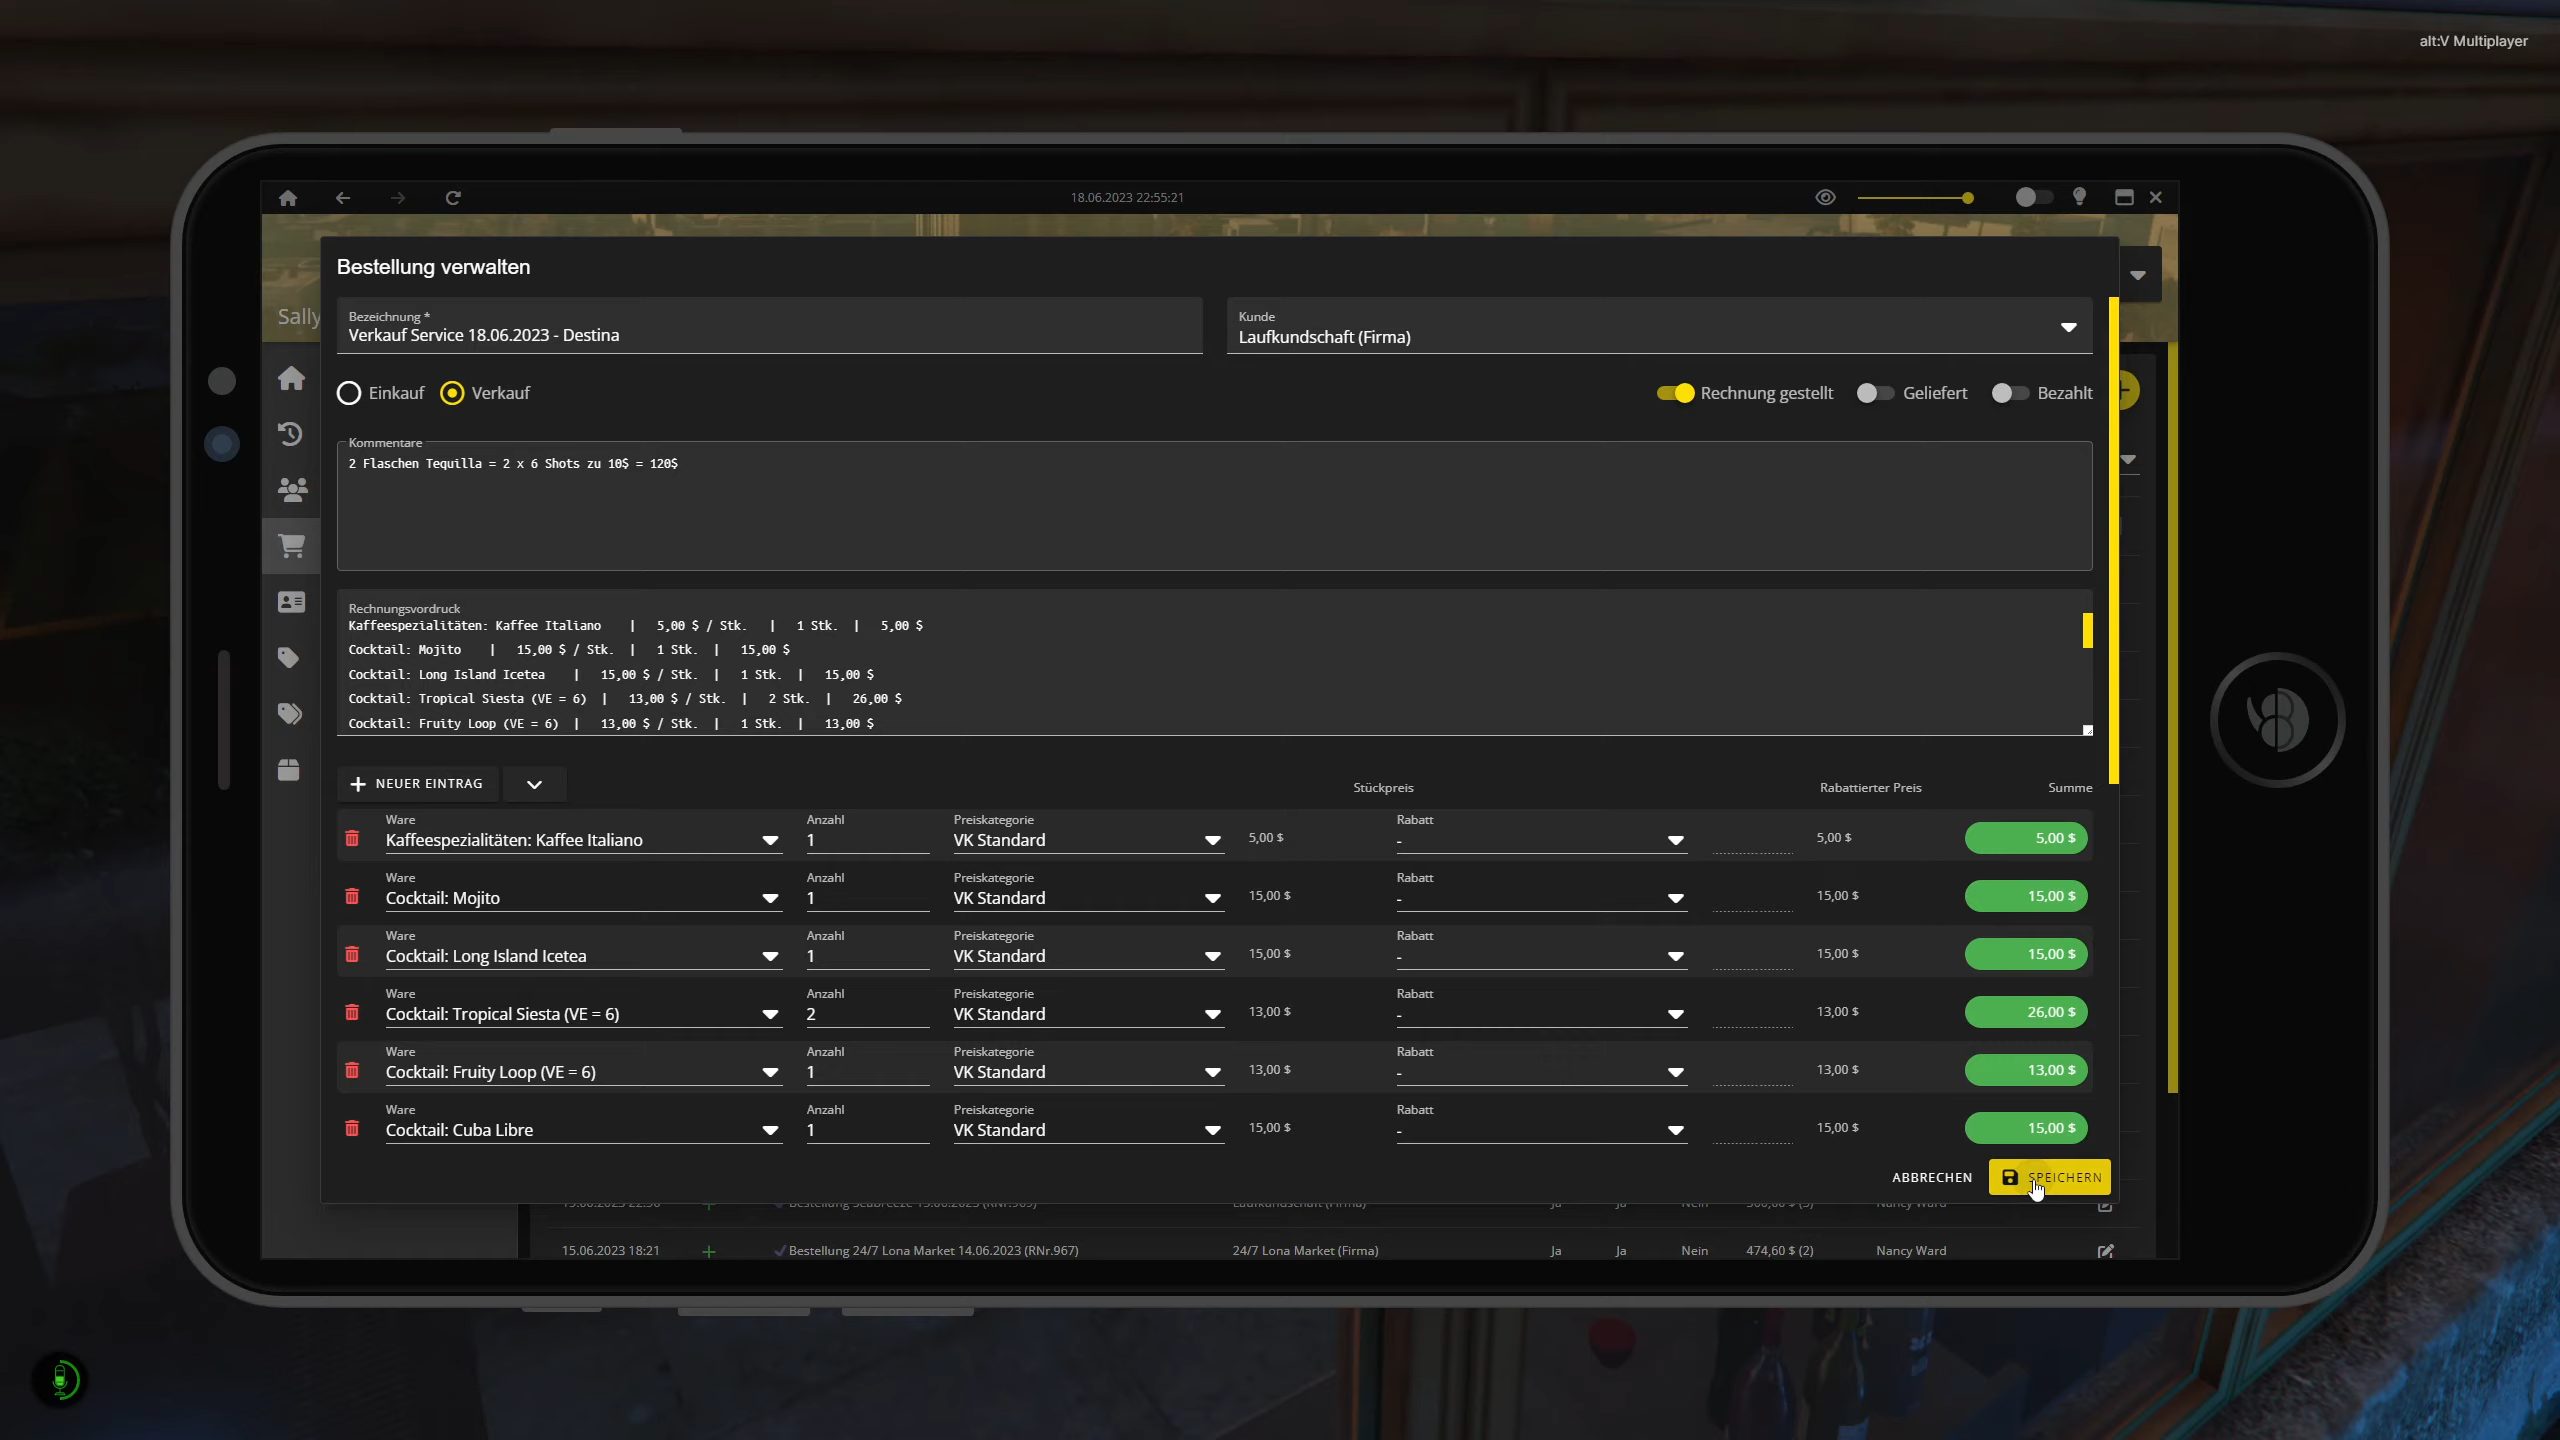 alt:V Multiplayer
18.06.2023 22:55:21
Sally
Bestellung verwalten
Bezeichnung *
Verkauf Service 18.06.2023 - Destina
Kunde
Laufkundschaft (Firma)
Einkauf
Verkauf
Rechnung gestellt
Geliefert
Bezahlt
Kommentare
2 Flaschen Tequilla = 2 x 6 Shots zu 10$ = 120$
Rechnungsvordruck
Kaffeespezialitäten: Kaffee Italiano | 5,00 $ / Stk. | 1 Stk. | 5,00 $
Cocktail: Mojito | 15,00 $ / Stk. | 1 Stk. | 15,00 $
Cocktail: Long Island Icetea | 15,00 $ / Stk. | 1 Stk. | 15,00 $
Cocktail: Tropical Siesta (VE = 6) | 13,00 $ / Stk. | 2 Stk. | 26,00 $
Cocktail: Fruity Loop (VE = 6) | 13,00 $ / Stk. | 1 Stk. | 13,00 $
NEUER EINTRAG
Stückpreis Rabattierter Preis Summe
Ware Anzahl Preiskategorie Rabatt
Kaffeespezialitäten: Kaffee Italiano 1 VK Standard 5,00 $ - 5,00 $ 5,00 $
Ware Anzahl Preiskategorie Rabatt
Cocktail: Mojito 1 VK Standard 15,00 $ - 15,00 $ 15,00 $
Ware Anzahl Preiskategorie Rabatt
Cocktail: Long Island Icetea 1 VK Standard 15,00 $ - 15,00 $ 15,00 $
Ware Anzahl Preiskategorie Rabatt
Cocktail: Tropical Siesta (VE = 6) 2 VK Standard 13,00 $ - 13,00 $ 26,00 $
Ware Anzahl Preiskategorie Rabatt
Cocktail: Fruity Loop (VE = 6) 1 VK Standard 13,00 $ - 13,00 $ 13,00 $
Ware Anzahl Preiskategorie Rabatt
Cocktail: Cuba Libre 1 VK Standard 15,00 $ - 15,00 $ 15,00 $
ABBRECHEN
SPEICHERN
15.06.2023 18:21 Bestellung 24/7 Lona Market 14.06.2023 (RNr.967) 24/7 Lona Market (Firma) Ja Ja Nein 474,60 $ (2) Nancy Ward